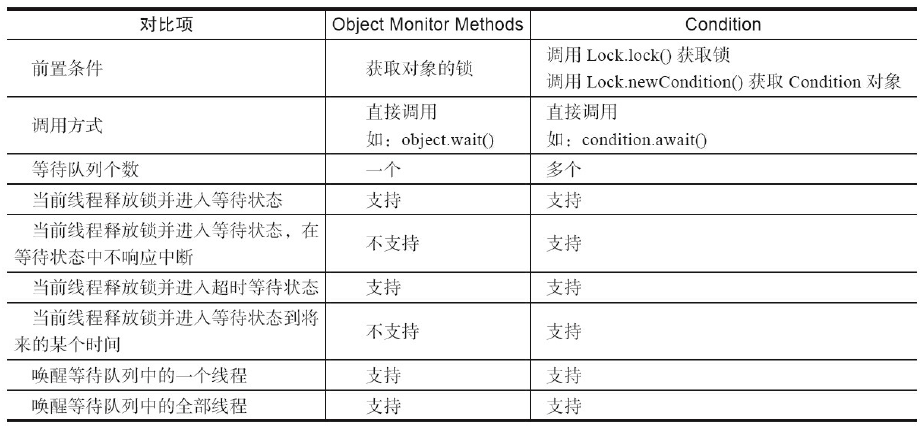 对比项 Object Monitor Methods Condition
前置条件 获取对象的锁 调用 Lock.lock() 获取锁
调用 Lock.newCondition() 获取 Condition 对象
调用方式 直接调用 直接调用
如：object.wait() 如：condition.await()
等待队列个数 一个 多个
当前线程释放锁并进入等待状态 支持 支持
当前线程释放锁并进入等待状态，在
等待状态中不响应中断 不支持 支持
当前线程释放锁并进入超时等待状态 支持 支持
当前线程释放锁并进入等待状态到将
来的某个时间 不支持 支持
唤醒等待队列中的一个线程 支持 支持
唤醒等待队列中的全部线程 支持 支持